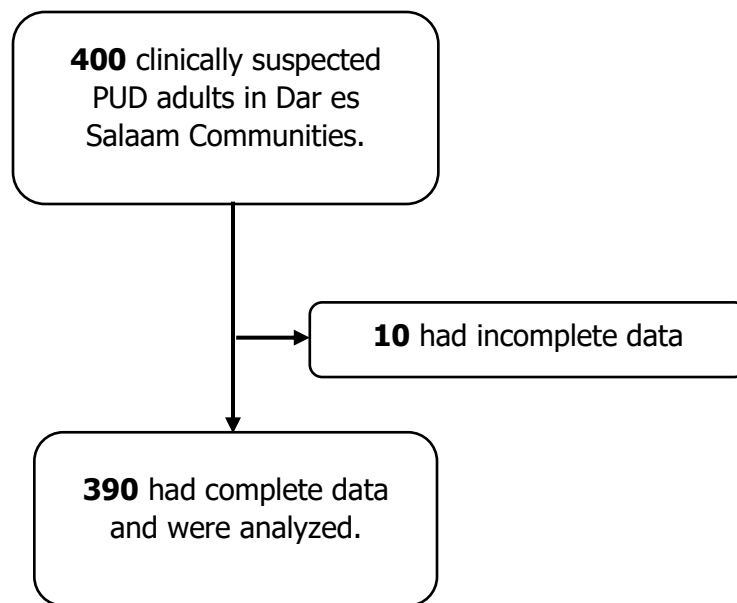 400 clinically suspected
PUD adults in Dar es
Salaam Communities.
10 had incomplete data
390 had complete data
and were analyzed.